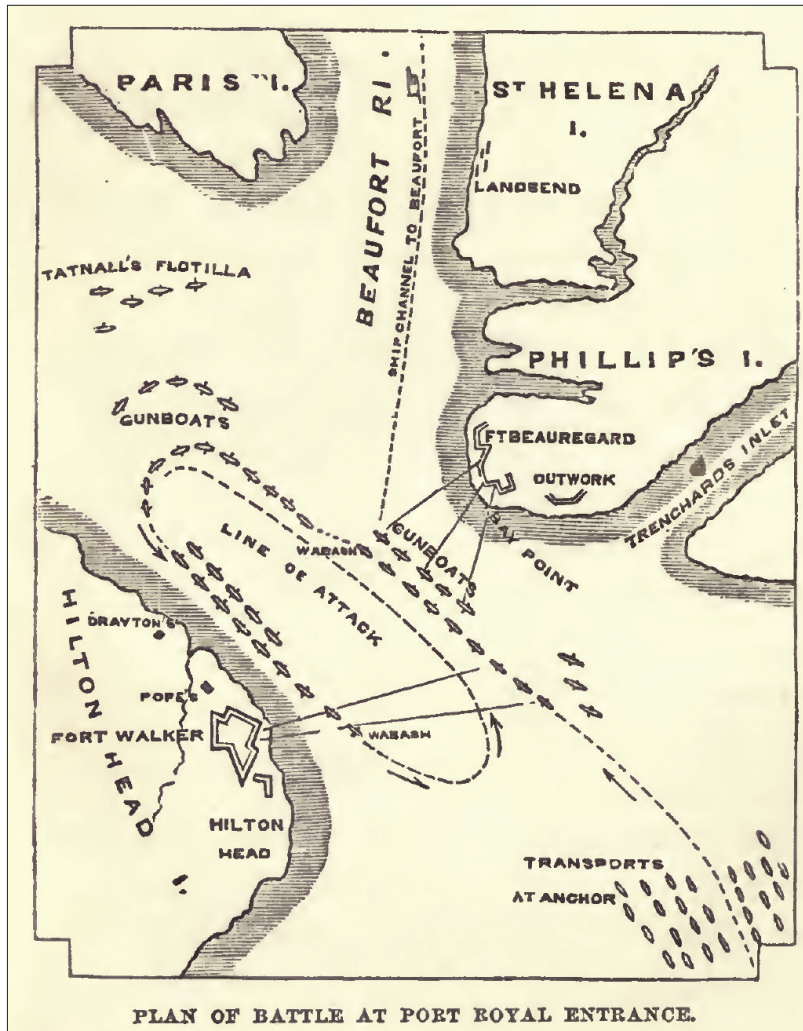 PARIS I.
BEAUFORT RI.
SHIP CHANNEL TO BEAUFORT
ST HELENA
I.
LANDSEND
TATNALL'S FLOTILLA
PHILLIP'S I.
GUNBOATS
FT BEAUREGARD
OUTWORK
TRENCHARDS INLET
BAY POINT
GUNBOATS
WABASH
LINE OF ATTACK
HILTON HEAD
I.
DRAYTON'S
POPE'S
FORT WALKER
WABASH
HILTON
HEAD
TRANSPORTS
AT ANCHOR
PLAN OF BATTLE AT PORT ROYAL ENTRANCE.